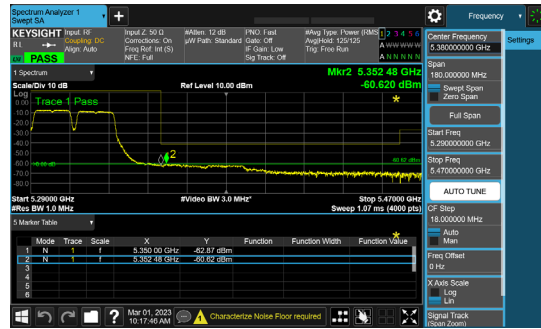 Spectrum Analyzer 1
Swept SA
+
Frequency
KEYSIGHT
RL
PASS
Input: RF
Coupling: DC
Align: Auto
Input Z: 50 Ω
Corrections: On
Freq Ref: Int (S)
NFE: Full
#Atten: 12 dB
µW Path: Standard
PNO: Fast
Gate: Off
IF Gain: Low
Sig Track: Off
#Avg Type: Power (RMS
Avg|Hold: 125/125
Trig: Free Run
1 2 3 4 5 6
A W W W W W
A N N N N N
1 Spectrum
Scale/Div 10 dB
Ref Level 10.00 dBm
Mkr2 5.352 48 GHz
-60.620 dBm
Log
Trace 1 Pass
0.00
-10.0
-20.0
-30.0
-40.0
-50.0
-60.0
-70.0
-80.0
2
Start 5.29000 GHz
#Res BW 1.0 MHz
#Video BW 3.0 MHz*
Stop 5.47000 GHz
Sweep 1.07 ms (4000 pts)
5 Marker Table
Mode Trace Scale X Y Function Function Width Function Value
1 N 1 f 5.350 00 GHz -62.87 dBm
2 N 1 f 5.352 48 GHz -60.62 dBm
3
4
5
6
Mar 01, 2023
10:17:46 AM
Characterize Noise Floor required
Center Frequency
5.380000000 GHz
Settings
Span
180.000000 MHz
Swept Span
Zero Span
Full Span
Start Freq
5.290000000 GHz
Stop Freq
5.470000000 GHz
AUTO TUNE
CF Step
18.000000 MHz
Auto
Man
Freq Offset
0 Hz
X Axis Scale
Log
Lin
Signal Track
(Span Zoom)